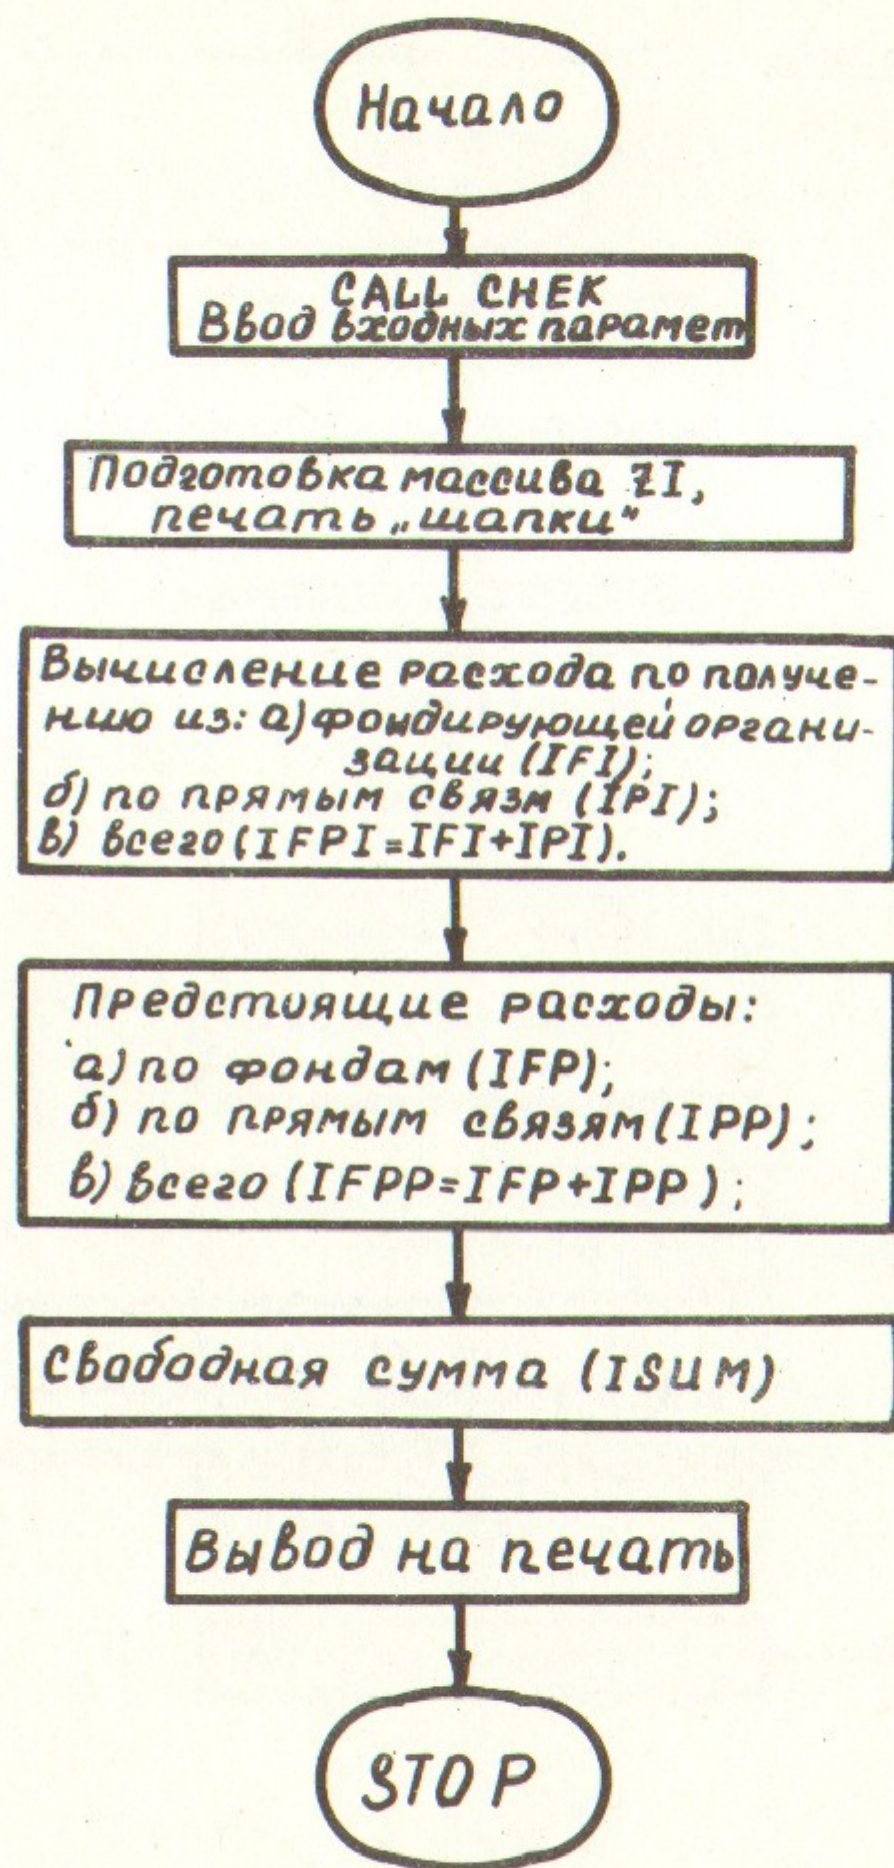 Начало
CALL CHEK
Ввод входных парамет
Подготовка массива ZI,
печать „шапки“
Вычисление расхода по получе-
нию из: а) фондирующей органи-
зации (IFI);
б) по прямым связм (IPI);
в) всего (IFPI=IFI+IPI).
Предстоящие расходы:
а) по фондам (IFP);
б) по прямым связям (IPP);
в) всего (IFPP=IFP+IPP);
Свободная сумма (ISUM)
Вывод на печать
STOP